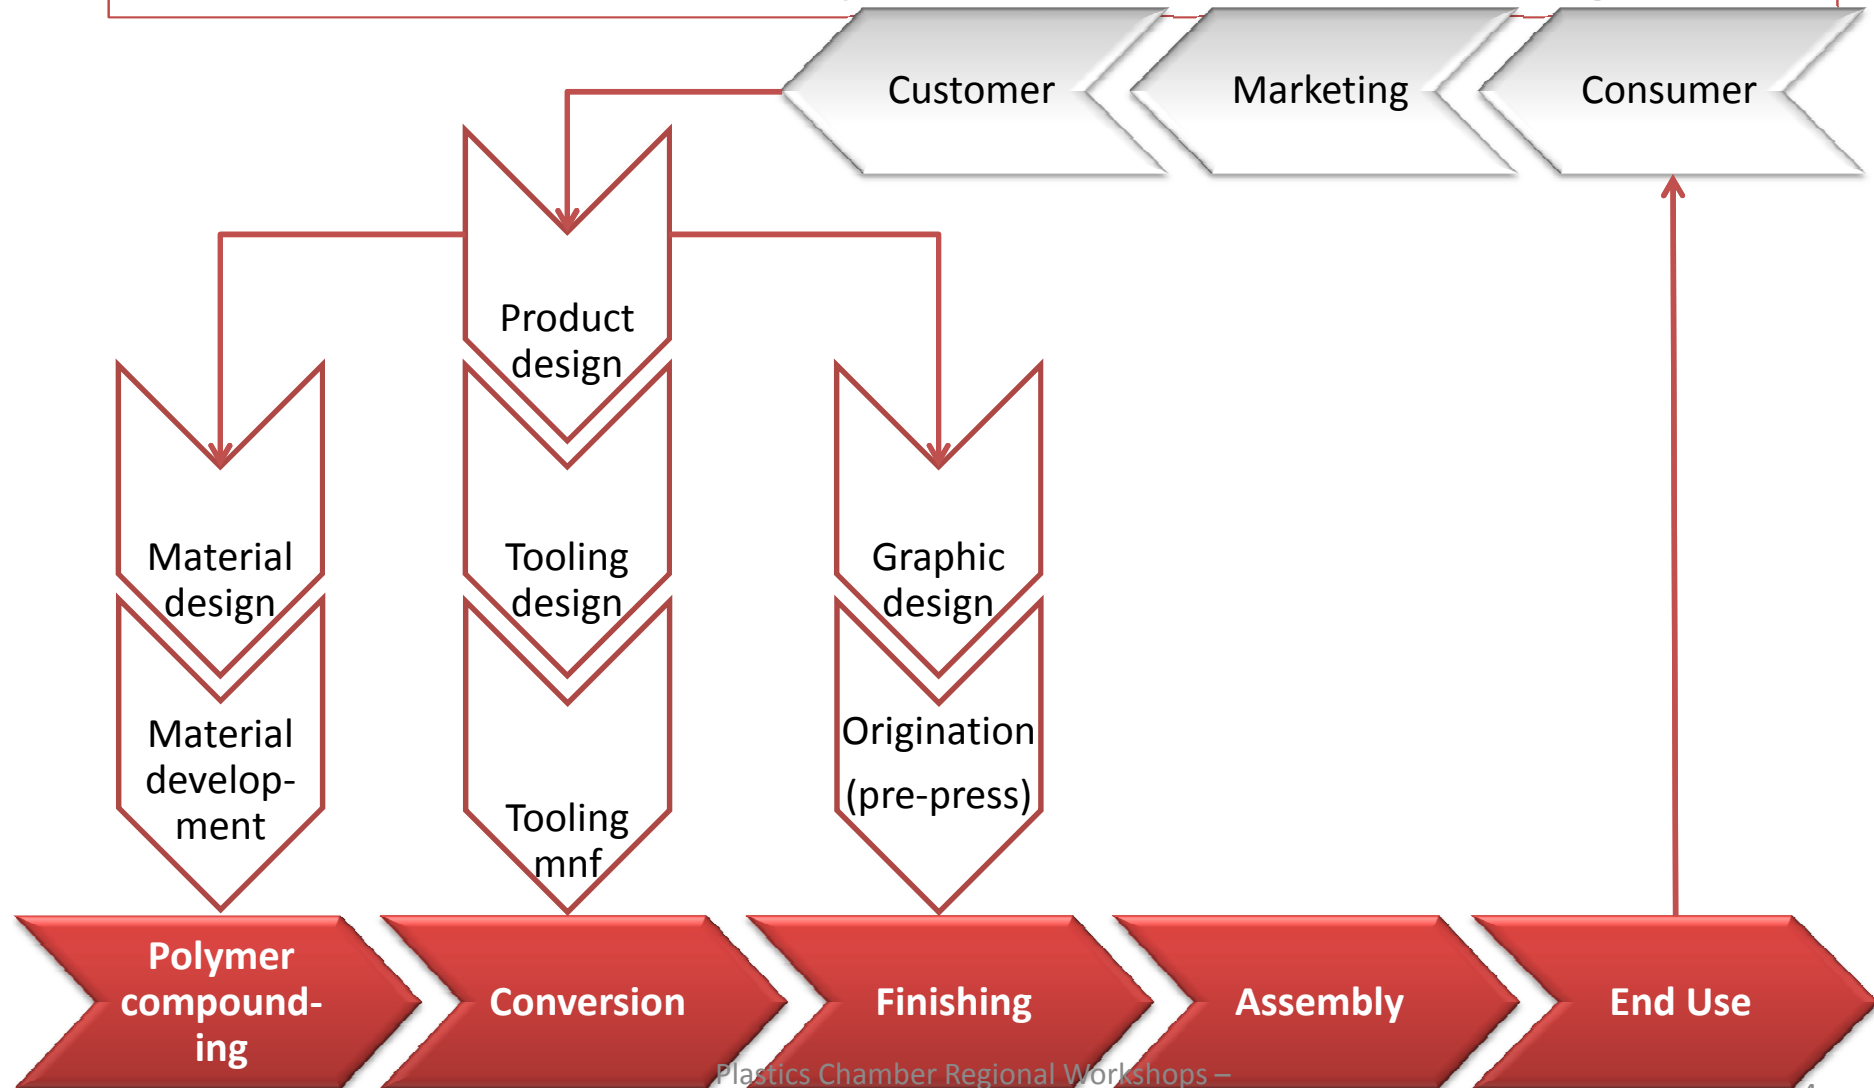 Customer
Marketing
Consumer
Product
design
Material
design
Tooling
design
Graphic
design
Material
develop-
ment
Tooling
mnf
Origination
(pre-press)
Polymer
compound-
ing
Conversion
Finishing
Assembly
End Use
Plastics Chamber Regional Workshops –